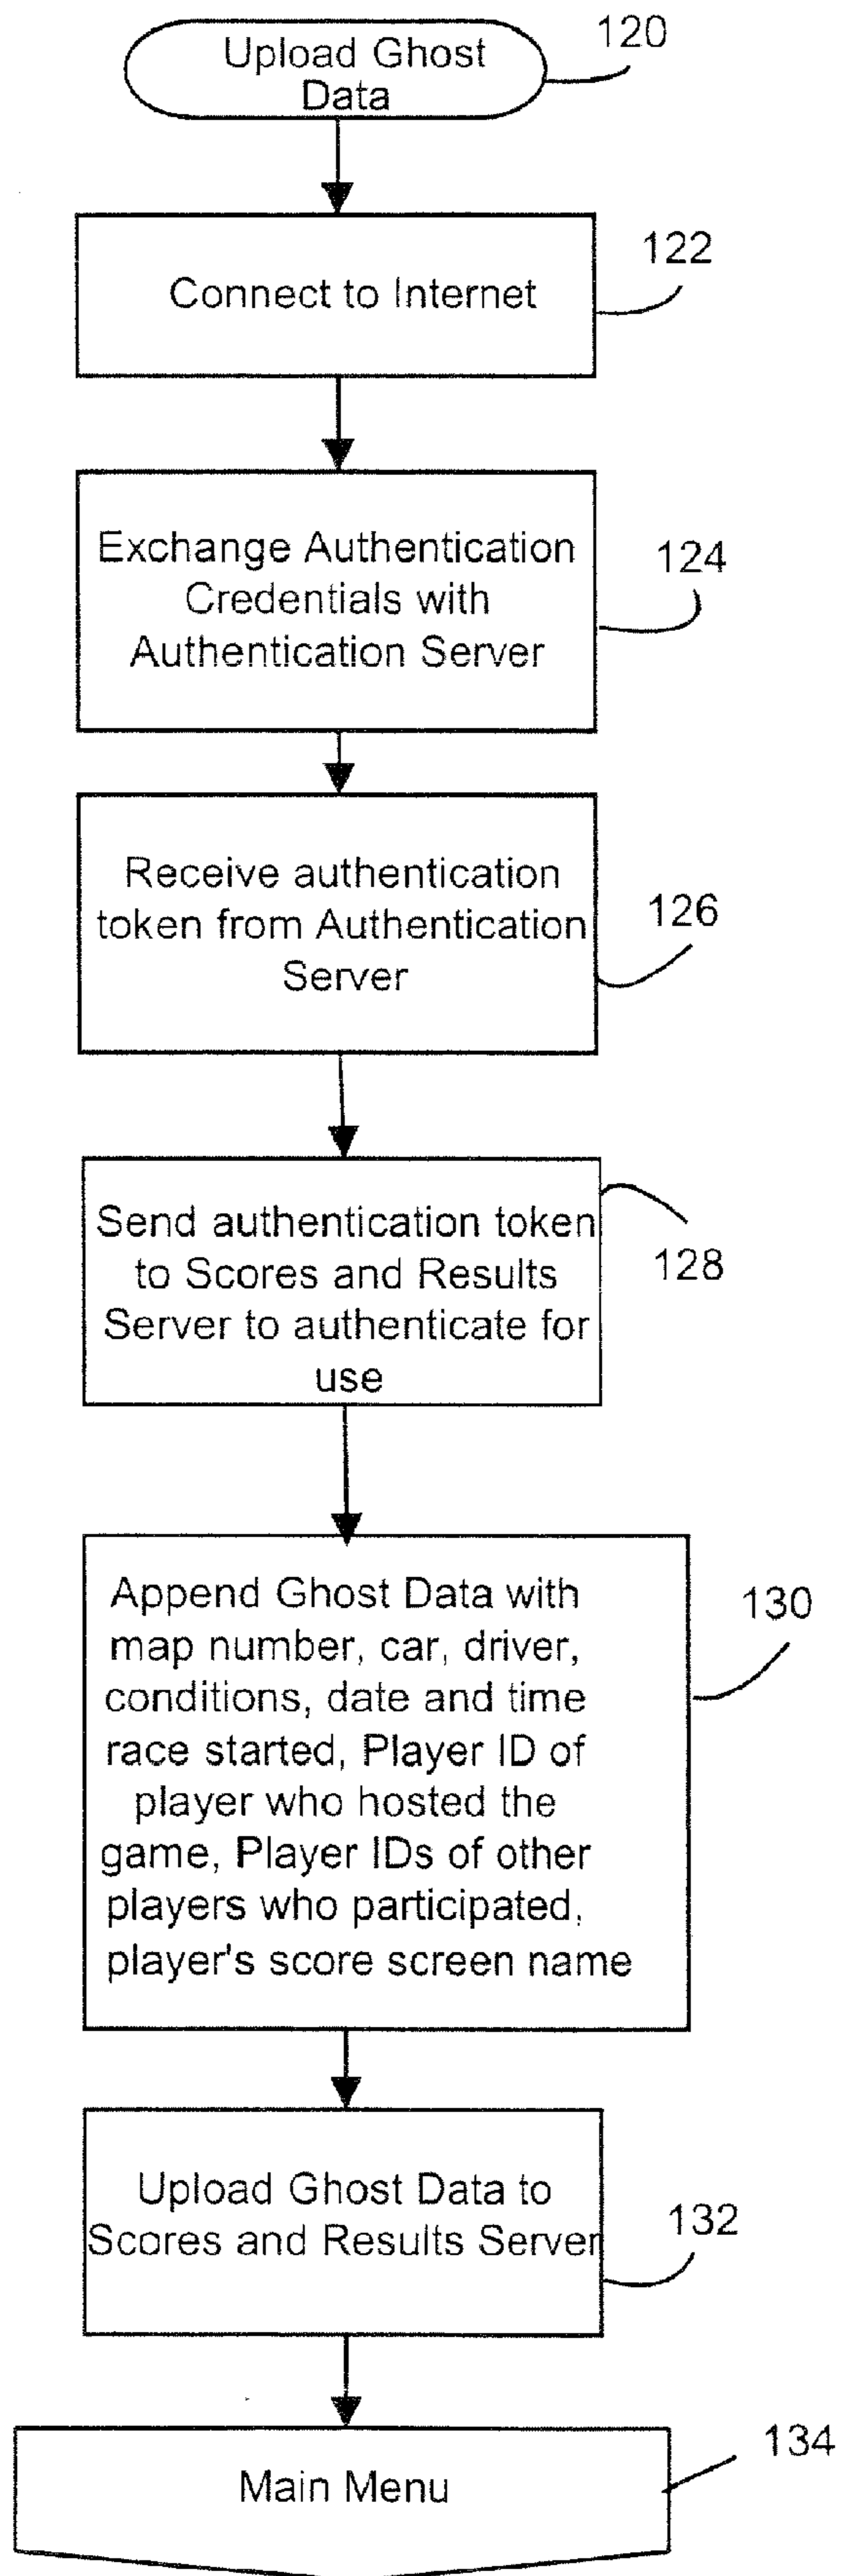 Upload Ghost
Data
120
Connect to Internet
122
Exchange Authentication
Credentials with
Authentication Server
124
Receive authentication
token from Authentication
Server
126
Send authentication token
to Scores and Results
Server to authenticate for
use
128
Append Ghost Data with
map number, car, driver,
conditions, date and time
race started, Player ID of
player who hosted the
game, Player IDs of other
players who participated,
player's score screen name
130
Upload Ghost Data to
Scores and Results Server
132
Main Menu
134